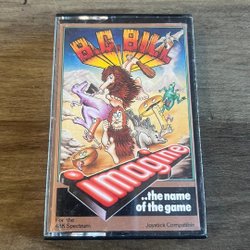 B.C. BILL
imagine
..the name
of the game
For the
48K Spectrum
Joystick Compatible